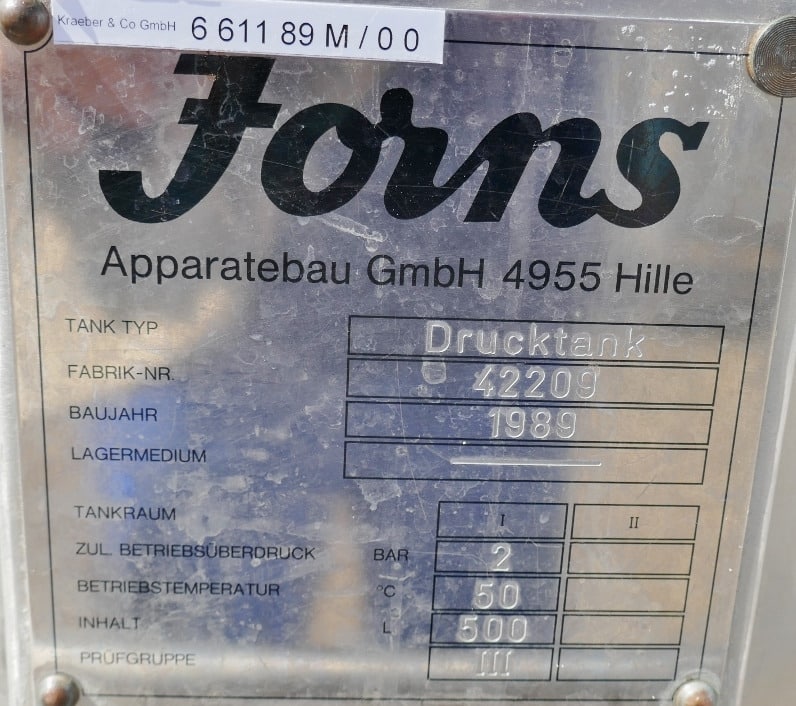 Kraeber & Co GmbH 6 611 89 M / 0 0
Jorns
Apparatebau GmbH 4955 Hille
TANK TYP Drucktank
FABRIK-NR. 42209
BAUJAHR 1989
LAGERMEDIUM
TANKRAUM I II
ZUL. BETRIEBSÜBERDRUCK BAR 2
BETRIEBSTEMPERATUR °C 50
INHALT L 500
PRÜFGRUPPE III